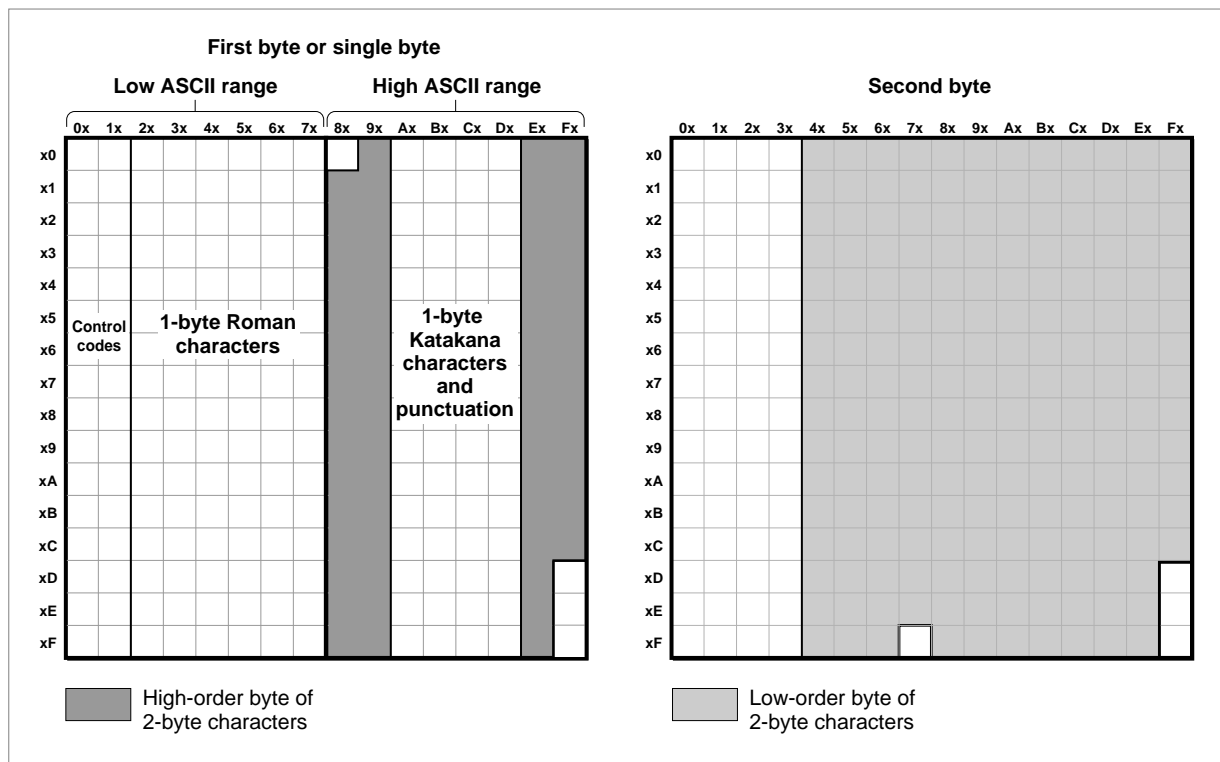 First byte or single byte
Low ASCII range
High ASCII range
Second byte
0x 1x 2x 3x 4x 5x 6x 7x 8x 9x Ax Bx Cx Dx Ex Fx
0x 1x 2x 3x 4x 5x 6x 7x 8x 9x Ax Bx Cx Dx Ex Fx
x0
x1
x2
x3
x4
x5
x6
x7
x8
x9
xA
xB
xC
xD
xE
xF
Control
codes
1-byte Roman
characters
1-byte
Katakana
characters
and
punctuation
x0
x1
x2
x3
x4
x5
x6
x7
x8
x9
xA
xB
xC
xD
xE
xF
High-order byte of
2-byte characters
Low-order byte of
2-byte characters